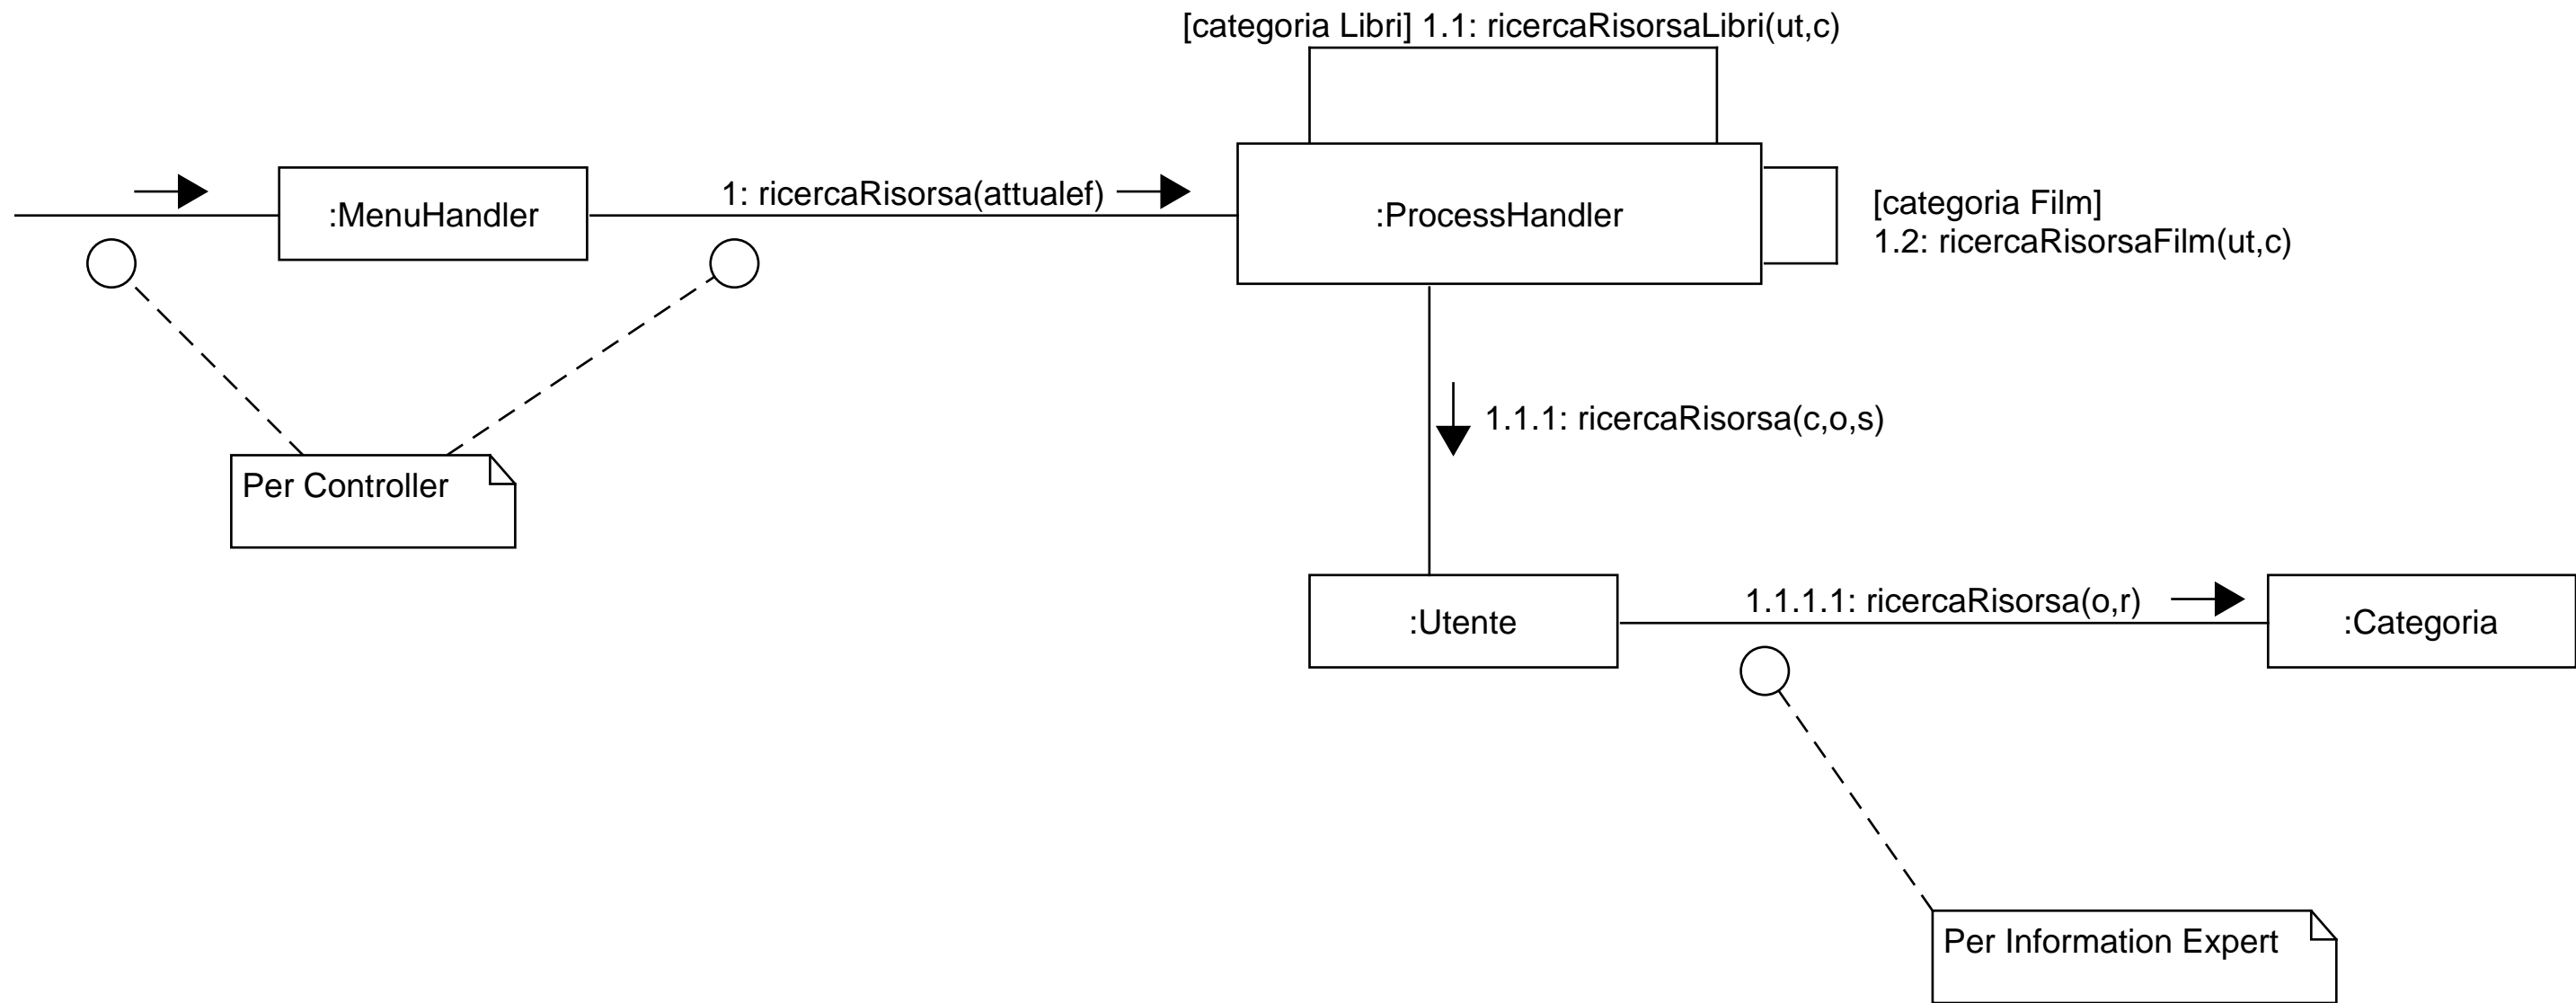 [categoria Libri] 1.1: ricercaRisorsaLibri(ut,c)
:MenuHandler
1: ricercaRisorsa(attualef)
:ProcessHandler
[categoria Film]
1.2: ricercaRisorsaFilm(ut,c)
1.1.1: ricercaRisorsa(c,o,s)
Per Controller
:Utente
1.1.1.1: ricercaRisorsa(o,r)
:Categoria
Per Information Expert